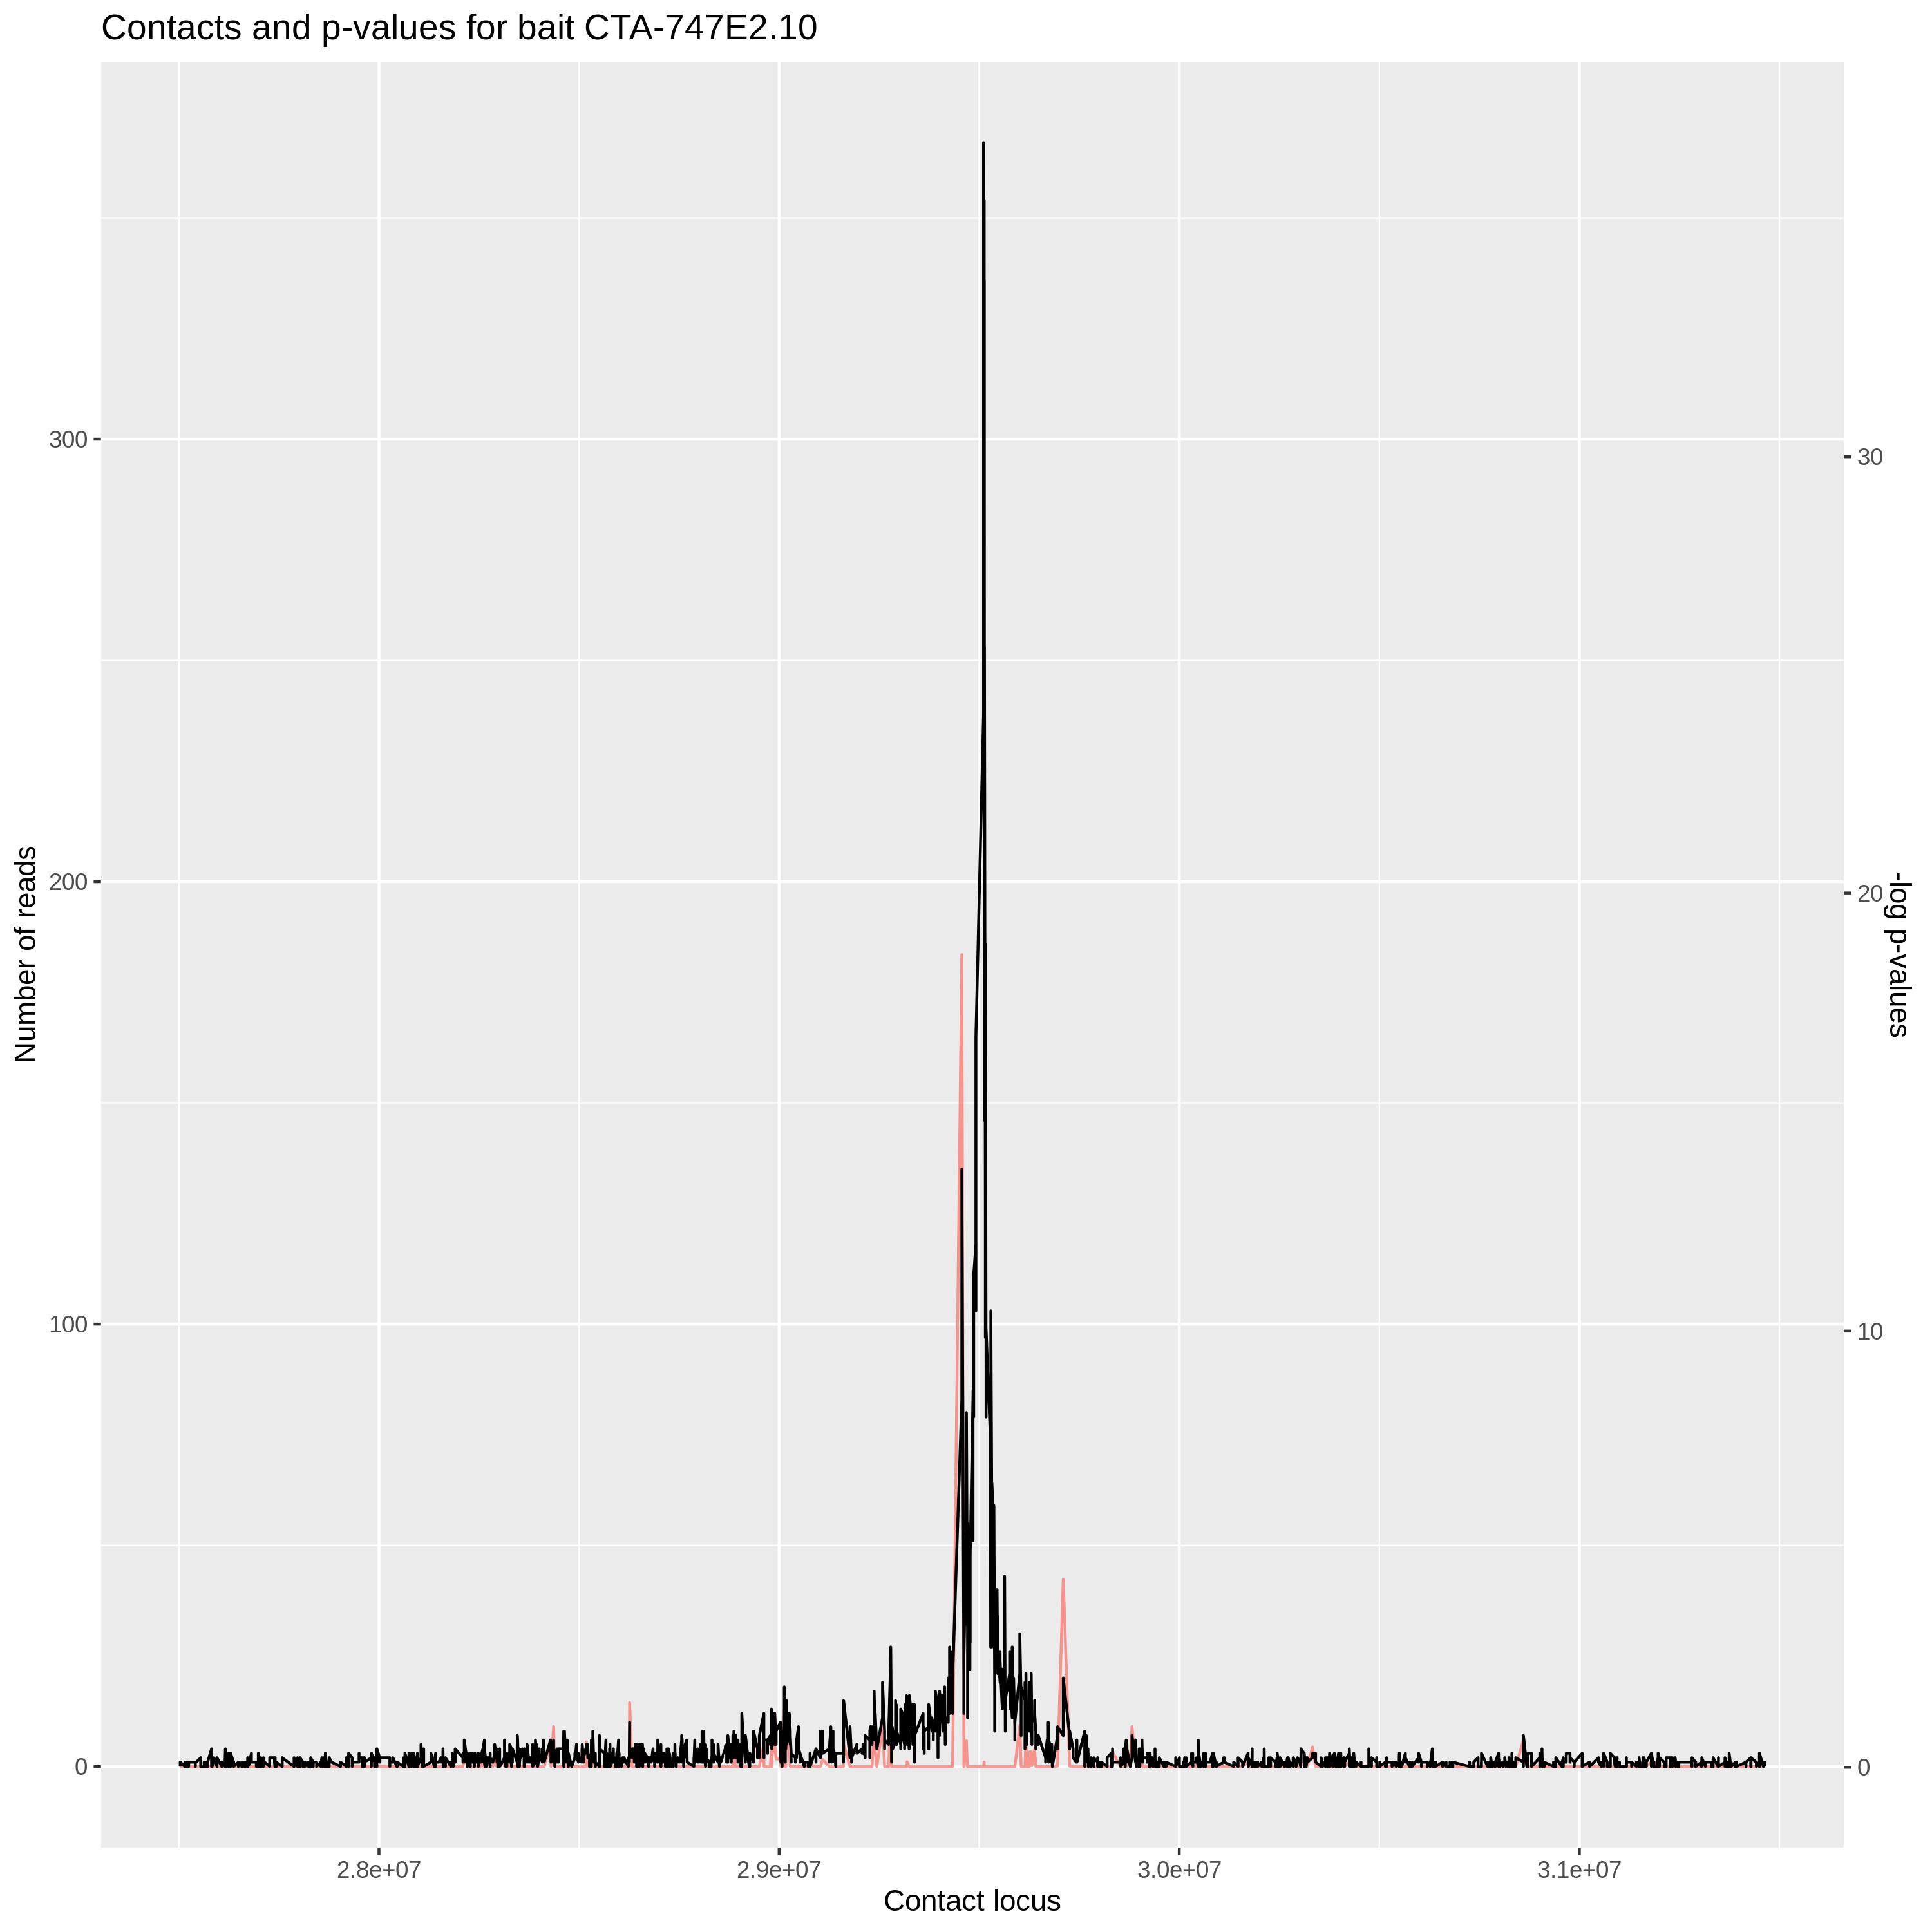 Contacts and p-values for bait CTA-747E2.10
300
200
100
0
30
20
10
0
Number of reads
-log p-values
2.8e+07 2.9e+07 3.0e+07 3.1e+07
Contact locus